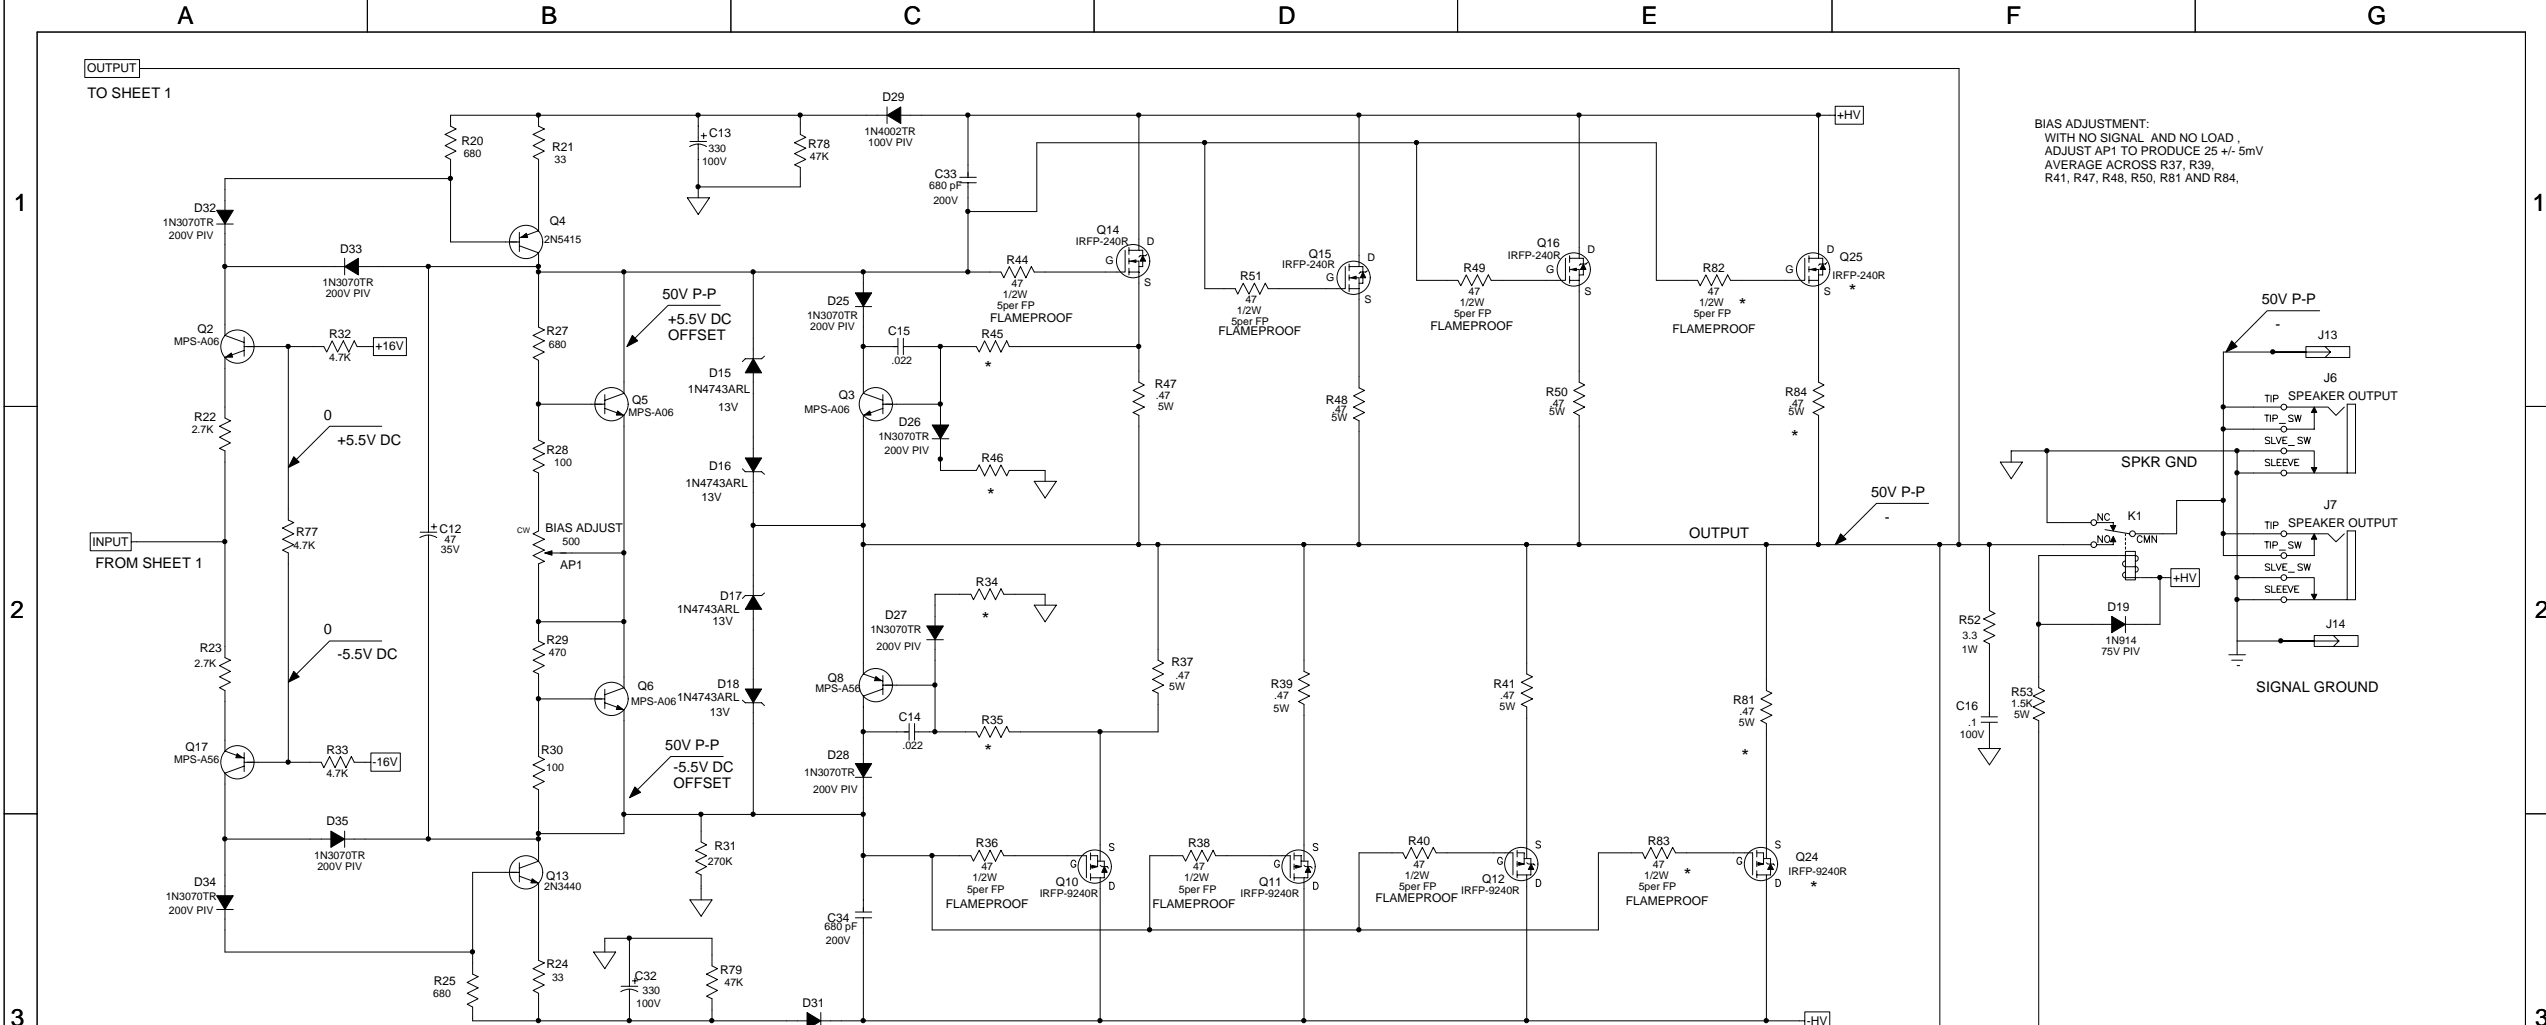 A B C D E F G
OUTPUT
TO SHEET 1
D29
1N4002TR
100V PIV
+HV
BIAS ADJUSTMENT:
WITH NO SIGNAL AND NO LOAD ,
ADJUST AP1 TO PRODUCE 25 +/- 5mV
AVERAGE ACROSS R37, R39,
R41, R47, R48, R50, R81 AND R84,
R20
680
R21
33
+ C13
330
100V
R78
47K
C33
680 pF
200V
1
1
D32
1N3070TR
200V PIV
Q4
2N5415
D33
1N3070TR
200V PIV
Q14
IRFP-240R
D
G
S
Q15
IRFP-240R
D
G
S
Q16
IRFP-240R
D
G
S
Q25
IRFP-240R
*
D
G
S
R44
47
1/2W
5per FP
FLAMEPROOF
R51
47
1/2W
5per FP
FLAMEPROOF
R49
47
1/2W
5per FP
FLAMEPROOF
R82
47
1/2W *
5per FP
FLAMEPROOF
50V P-P
+5.5V DC
OFFSET
D25
1N3070TR
200V PIV
Q2
MPS-A06
R32
4.7K
+16V
R27
680
C15
.022
R45
*
D15
1N4743ARL
13V
Q5
MPS-A06
Q3
MPS-A06
R47
.47
5W
R48
.47
5W
R50
.47
5W
R84
.47
5W
*
50V P-P
-
J13
J6
SPEAKER OUTPUT
TIP
TIP_SW
SLVE_SW
SLEEVE
R22
2.7K
0
+5.5V DC
R28
100
D26
1N3070TR
200V PIV
D16
1N4743ARL
13V
R46
*
SPKR GND
50V P-P
-
J7
SPEAKER OUTPUT
TIP
TIP_SW
SLVE_SW
SLEEVE
INPUT
FROM SHEET 1
R77
4.7K
+ C12
47
35V
CW
BIAS ADJUST
500
AP1
OUTPUT
NC
NO
K1
CMN
+HV
2
2
R34
*
D17
1N4743ARL
13V
D27
1N3070TR
200V PIV
R52
3.3
1W
D19
1N914
75V PIV
J14
SIGNAL GROUND
R23
2.7K
0
-5.5V DC
R29
470
Q6
MPS-A06
D18
1N4743ARL
13V
Q8
MPS-A56
R37
.47
5W
R39
.47
5W
R41
.47
5W
R81
.47
5W
*
C16
.1
100V
R53
1.5K
5W
C14
.022
R35
*
Q17
MPS-A56
R33
4.7K
-16V
R30
100
50V P-P
-5.5V DC
OFFSET
D28
1N3070TR
200V PIV
D35
1N3070TR
200V PIV
R31
270K
R36
47
1/2W
5per FP
FLAMEPROOF
Q10
IRFP-9240R
S
G
D
R38
47
1/2W
5per FP
FLAMEPROOF
Q11
IRFP-9240R
S
G
D
R40
47
1/2W
5per FP
FLAMEPROOF
Q12
IRFP-9240R
S
G
D
R83
47
1/2W *
5per FP
FLAMEPROOF
Q24
IRFP-9240R
*
S
G
D
D34
1N3070TR
200V PIV
Q13
2N3440
C34
680 pF
200V
R25
680
R24
33
+
C32
330
100V
R79
47K
D31
-HV
3
3